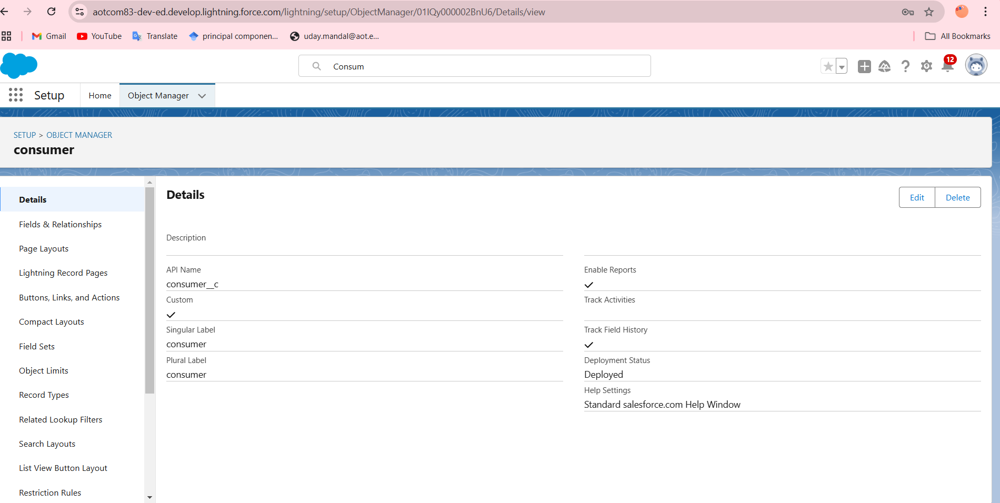 aotcom83-dev-ed.develop.lightning.force.com/lightning/setup/ObjectManager/01IQy000002BnU6/Details/view
Gmail YouTube Translate principal componen... uday.mandal@aot.e... All Bookmarks
Consum
12
Setup Home Object Manager
SETUP > OBJECT MANAGER
consumer
Details
Fields & Relationships
Page Layouts
Lightning Record Pages
Buttons, Links, and Actions
Compact Layouts
Field Sets
Object Limits
Record Types
Related Lookup Filters
Search Layouts
List View Button Layout
Restriction Rules
Details
Edit Delete
Description
API Name
consumer__c
Custom
Singular Label
consumer
Plural Label
consumer
Enable Reports
Track Activities
Track Field History
Deployment Status
Deployed
Help Settings
Standard salesforce.com Help Window